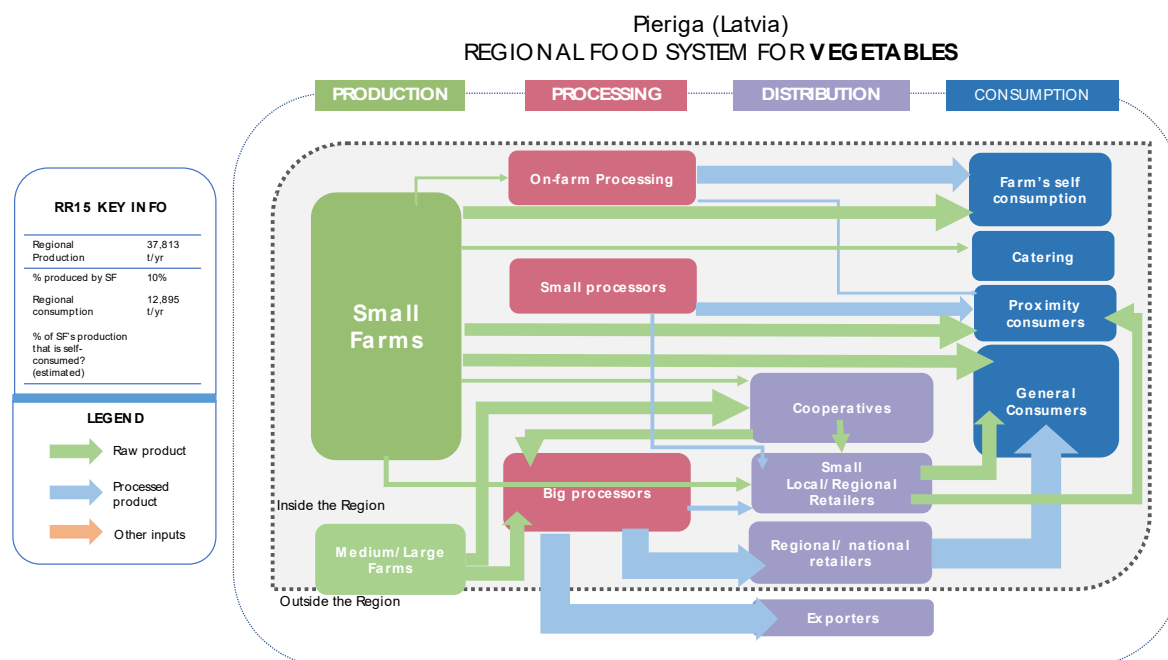 Pieriga (Latvia)
REGIONAL FOOD SYSTEM FOR VEGETABLES
PRODUCTION
PROCESSING
DISTRIBUTION
CONSUMPTION
RR15 KEY INFO
Regional
Production
37,813
t/yr
% produced by SF
10%
Regional
consumption
12,895
t/yr
% of SF's production
that is self-
consumed?
(estimated)
LEGEND
Raw product
Processed
product
Other inputs
On-farm Processing
Farm's self
consumption
Catering
Small processors
Proximity
consumers
Small
Farms
General
Consumers
Cooperatives
Small
Local/Regional
Retailers
Big processors
Inside the Region
Medium/Large
Farms
Regional/ national
retailers
Outside the Region
Exporters